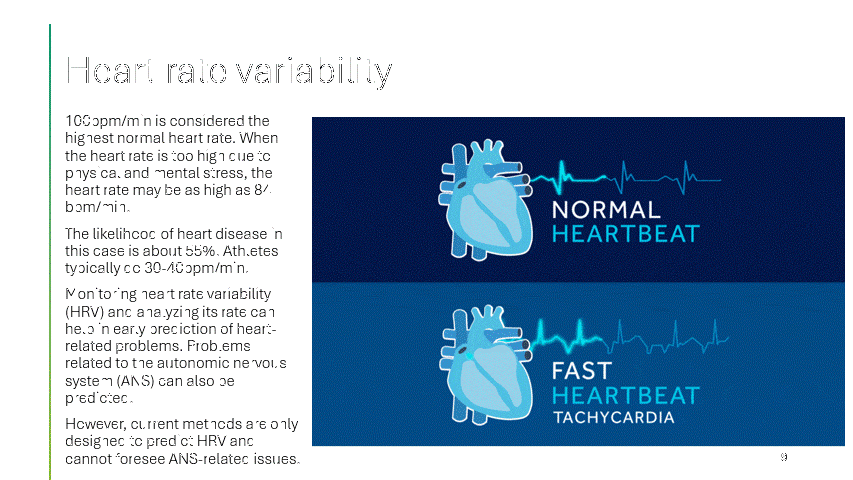 Heart rate variability
100bpm/min is considered the
highest normal heart rate. When
the heart rate is too high due to
physical and mental stress, the
heart rate may be as high as 84
bpm/min.
The likelihood of heart disease in
this case is about 55%. Athletes
typically do 30-40bpm/min.
Monitoring heart rate variability
(HRV) and analyzing its rate can
help in early prediction of heart-
related problems. Problems
related to the autonomic nervous
system (ANS) can also be
predicted.
However, current methods are only
designed to predict HRV and
cannot foresee ANS-related issues.
NORMAL
HEARTBEAT
FAST
HEARTBEAT
TACHYCARDIA
9